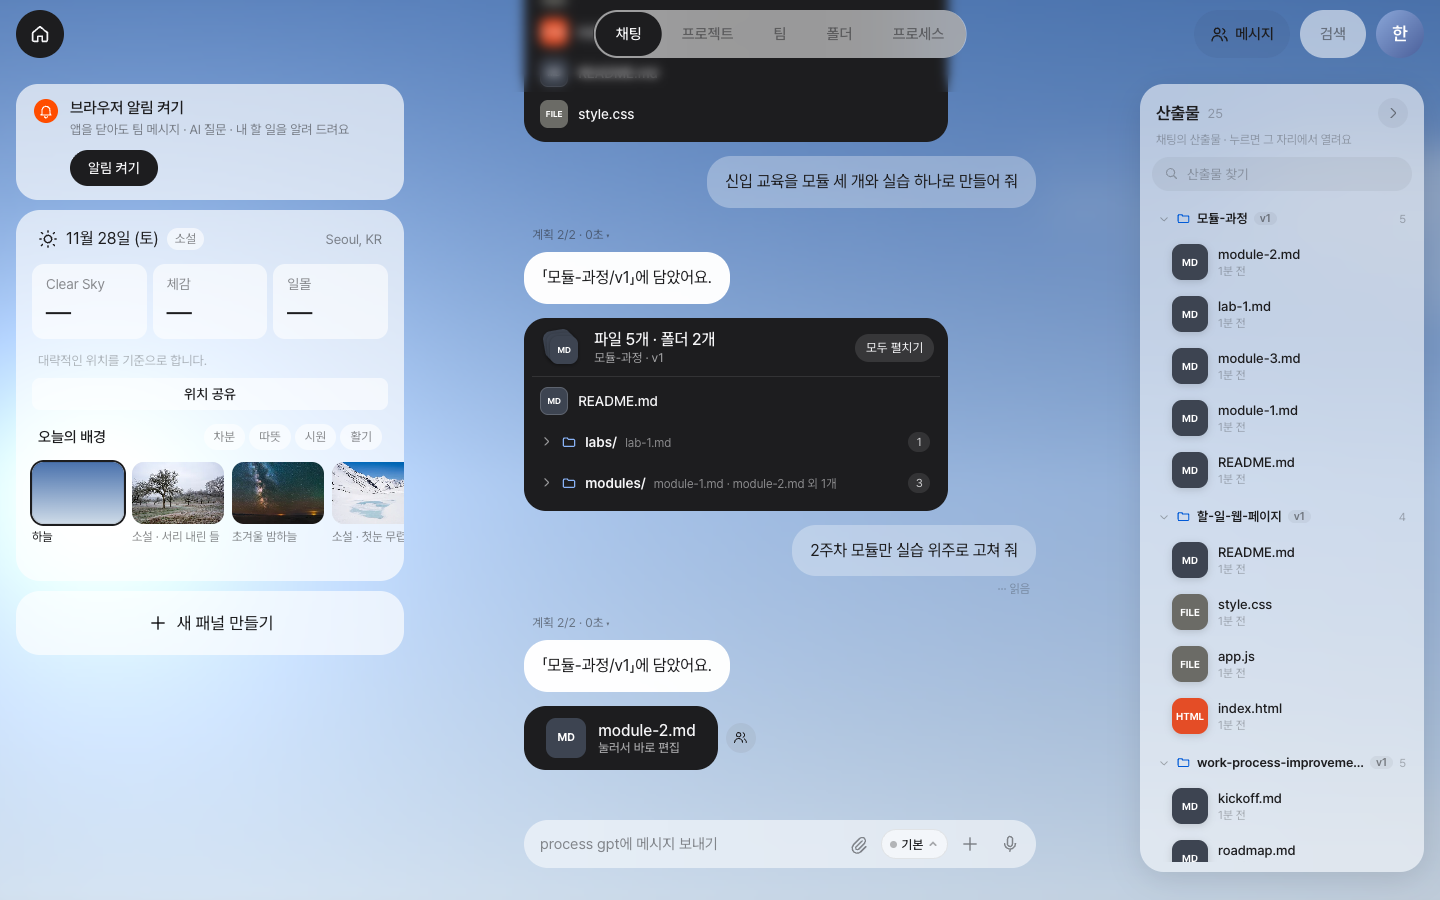 채팅
프로젝트
팀
폴더
프로세스
메시지
검색
한
브라우저 알림 켜기
앱을 닫아도 팀 메시지 · AI 질문 · 내 할 일을 알려 드려요
알림 켜기
11월 28일 (토)
소설
Seoul, KR
Clear Sky
—
체감
—
일몰
—
대략적인 위치를 기준으로 합니다.
위치 공유
오늘의 배경
차분
따뜻
시원
활기
하늘
소설 · 서리 내린 들
초겨울 밤하늘
소설 · 첫눈 무렵
새 패널 만들기
FILE
style.css
신입 교육을 모듈 세 개와 실습 하나로 만들어 줘
계획 2/2 · 0초 ·
「모듈-과정/v1」에 담았어요.
MD
파일 5개 · 폴더 2개
모듈-과정 · v1
모두 펼치기
MD
README.md
labs/ lab-1.md
1
modules/ module-1.md · module-2.md 외 1개
3
2주차 모듈만 실습 위주로 고쳐 줘
··· 읽음
계획 2/2 · 0초 ·
「모듈-과정/v1」에 담았어요.
MD
module-2.md
눌러서 바로 편집
process gpt에 메시지 보내기
기본
산출물 25
채팅의 산출물 · 누르면 그 자리에서 열려요
산출물 찾기
모듈-과정 v1 5
MD
module-2.md
1분 전
MD
lab-1.md
1분 전
MD
module-3.md
1분 전
MD
module-1.md
1분 전
MD
README.md
1분 전
할-일-웹-페이지 v1 4
MD
README.md
1분 전
FILE
style.css
1분 전
FILE
app.js
1분 전
HTML
index.html
1분 전
work-process-improveme... v1 5
MD
kickoff.md
1분 전
MD
roadmap.md